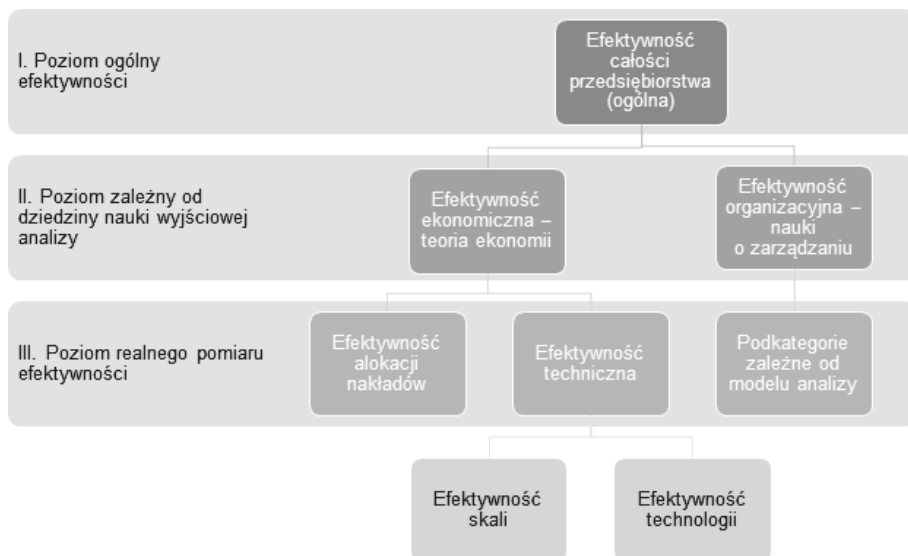 I. Poziom ogólny
efektywności
Efektywność
całości
przedsiębiorstwa
(ogólna)
II. Poziom zależny od
dziedziny nauki wyjściowej
analizy
Efektywność
ekonomiczna –
teoria ekonomii
Efektywność
organizacyjna –
nauki
o zarządzaniu
III. Poziom realnego pomiaru
efektywności
Efektywność
alokacji
nakładów
Efektywność
techniczna
Podkategorie
zależne od
modelu analizy
Efektywność
skali
Efektywność
technologii